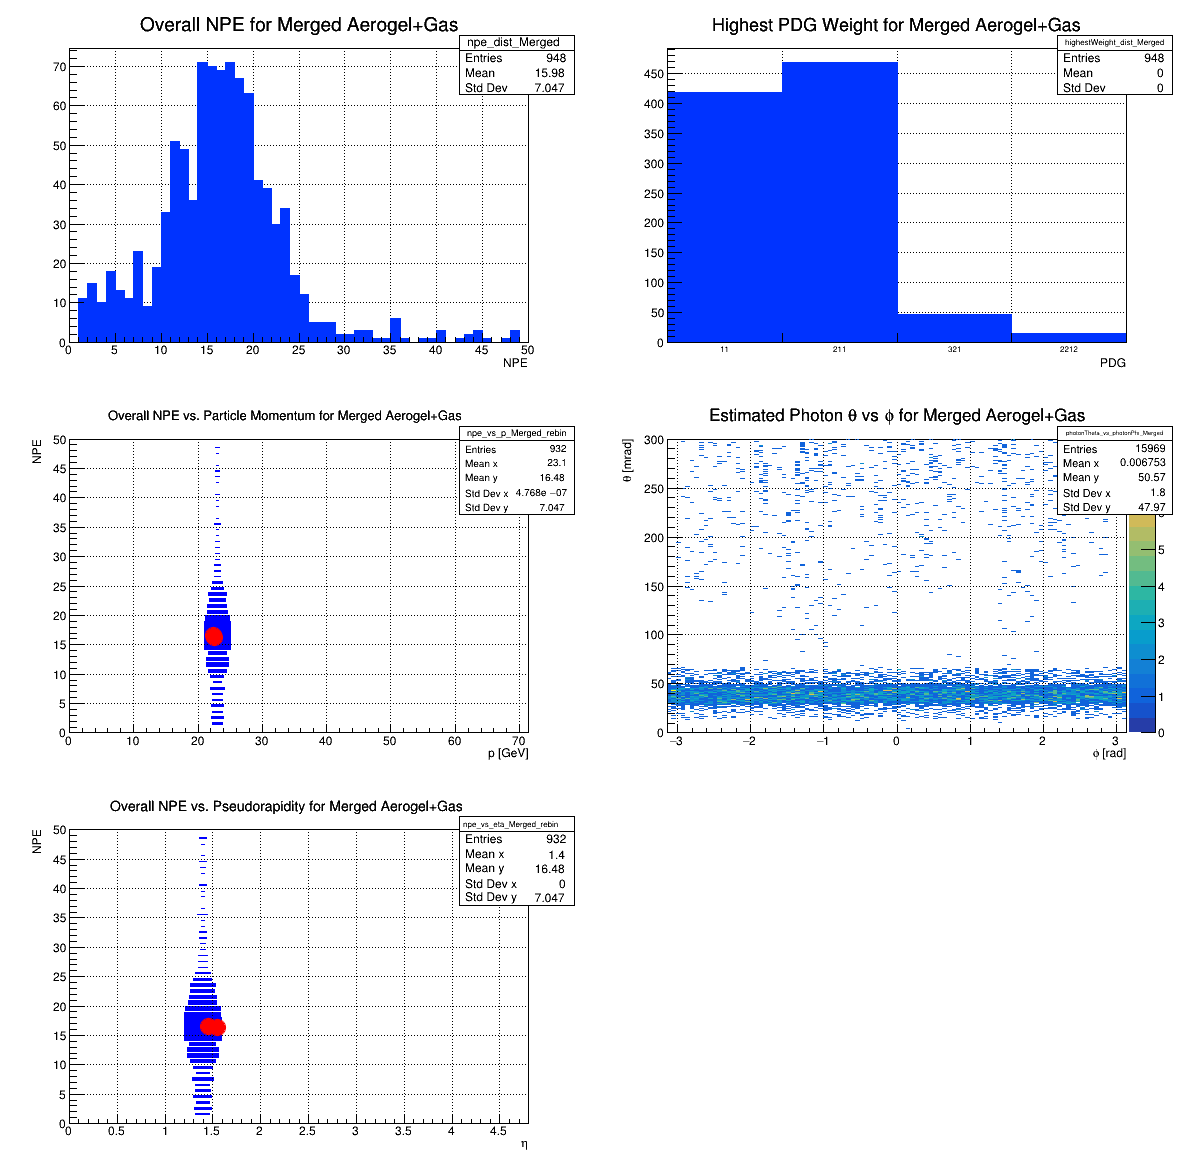 Overall NPE for Merged Aerogel+Gas
npe_dist_Merged
Entries 948
Mean 15.98
Std Dev 7.047
70
60
50
40
30
20
10
0
0 5 10 15 20 25 30 35 40 45 50
NPE
Highest PDG Weight for Merged Aerogel+Gas
highestWeight_dist_Merged
Entries 948
Mean 0
Std Dev 0
450
400
350
300
250
200
150
100
50
0
11 211 321 2212
PDG
Overall NPE vs. Particle Momentum for Merged Aerogel+Gas
npe_vs_p_Merged_rebin
Entries 932
Mean x 23.1
Mean y 16.48
Std Dev x 4.768e −07
Std Dev y 7.047
NPE
50
45
40
35
30
25
20
15
10
5
0
0 10 20 30 40 50 60 70
p [GeV]
Estimated Photon θ vs ϕ for Merged Aerogel+Gas
photonTheta_vs_photonPhi_Merged
Entries 15969
Mean x 0.006753
Mean y 50.57
Std Dev x 1.8
Std Dev y 47.97
θ [mrad]
300
250
200
150
100
50
0
−3 −2 −1 0 1 2 3
ϕ [rad]
5
4
3
2
1
0
Overall NPE vs. Pseudorapidity for Merged Aerogel+Gas
npe_vs_eta_Merged_rebin
Entries 932
Mean x 1.4
Mean y 16.48
Std Dev x 0
Std Dev y 7.047
NPE
50
45
40
35
30
25
20
15
10
5
0
0 0.5 1 1.5 2 2.5 3 3.5 4 4.5
η